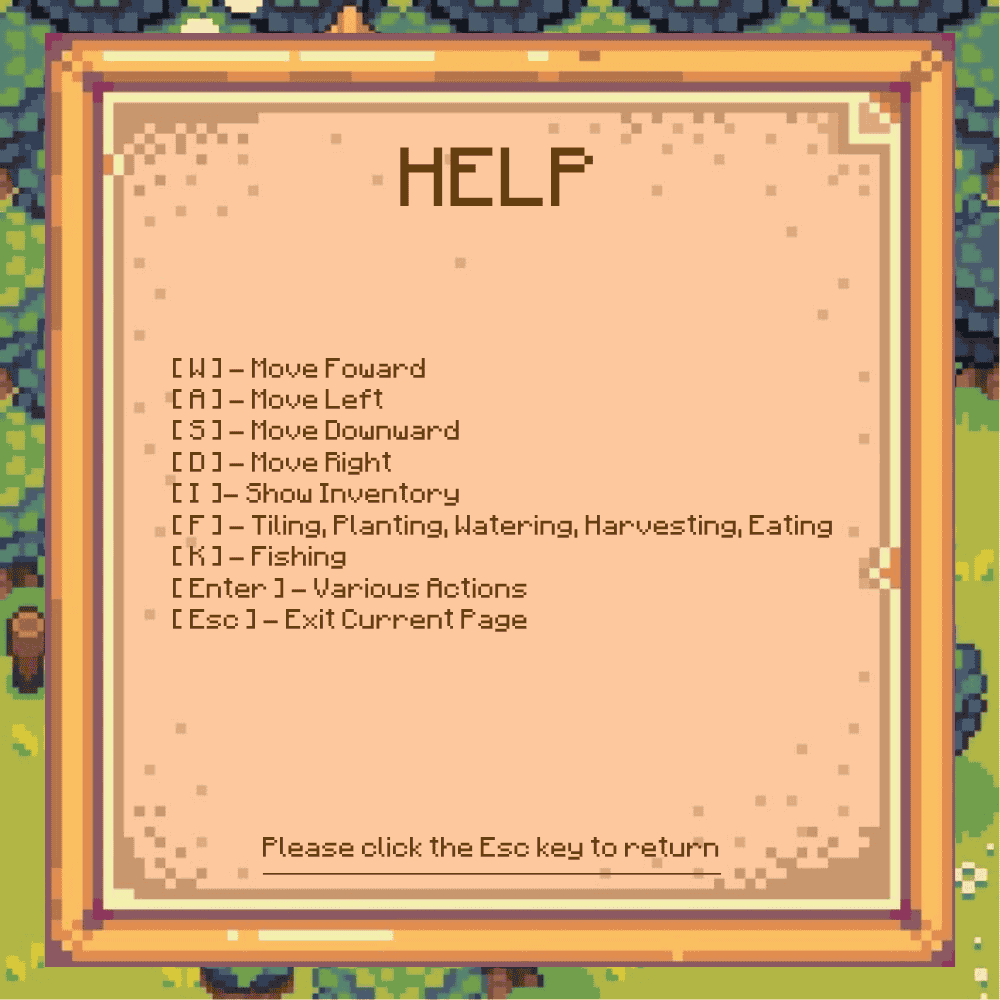 HELP
[ W ] - Move Foward
[ A ] - Move Left
[ S ] - Move Downward
[ D ] - Move Right
[ I ]- Show Inventory
[ F ] - Tiling, Planting, Watering, Harvesting, Eating
[ K ] - Fishing
[ Enter ] - Various Actions
[ Esc ] - Exit Current Page
Please click the Esc key to return